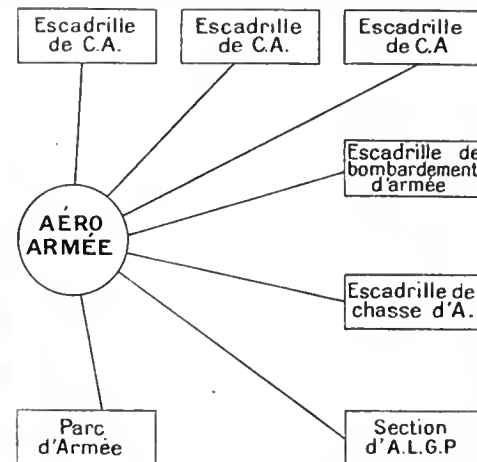 Escadrille
de C.A.
Escadrille
de C.A.
Escadrille
de C.A
Escadrille de
bombardement
d'armée
AÉRO
ARMÉE
Escadrille de
chasse d'A.
Parc
d'Armée
Section
d'A.L.G.P